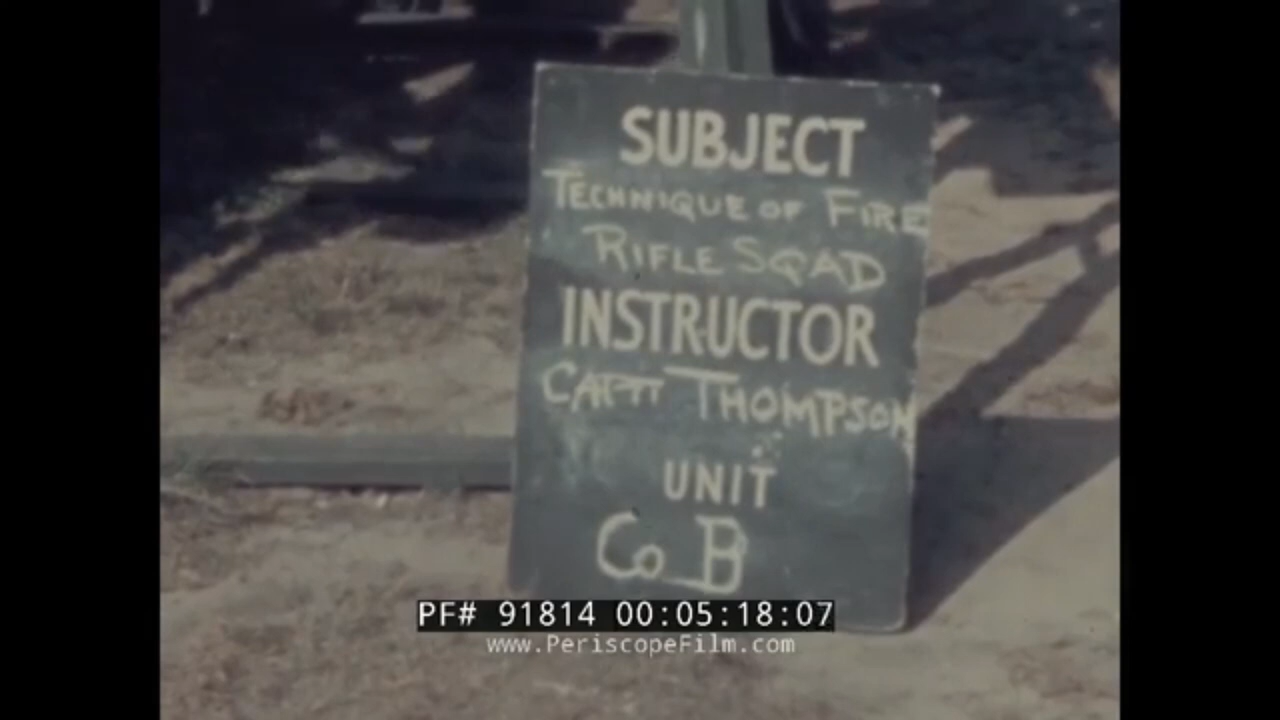 SUBJECT
TECHNIQUE OF FIRE
RIFLE SQAD
INSTRUCTOR
CAPT THOMPSON
UNIT
Co B
PF# 91814 00:05:18:07
www.PeriscopeFilm.com